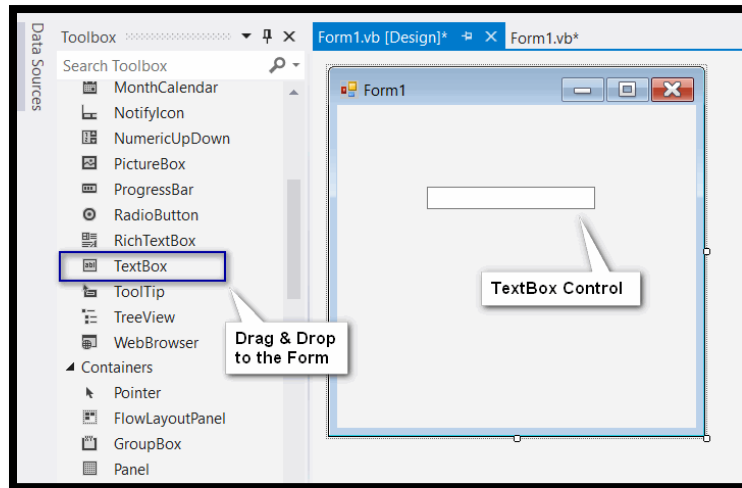 Data Sources
Toolbox
Search Toolbox
MonthCalendar
NotifyIcon
NumericUpDown
PictureBox
ProgressBar
RadioButton
RichTextBox
TextBox
ToolTip
TreeView
WebBrowser
Containers
Pointer
FlowLayoutPanel
GroupBox
Panel
Drag & Drop
to the Form
Form1.vb [Design]*
Form1.vb*
Form1
TextBox Control